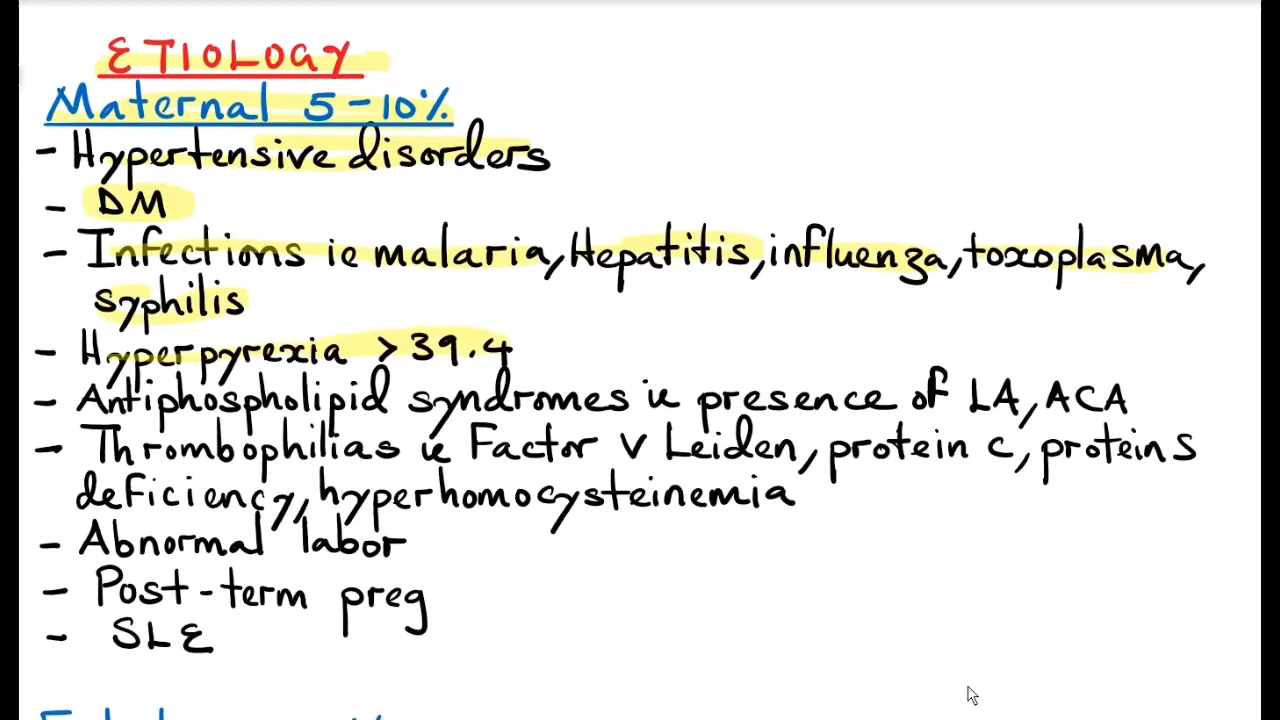 ETIOLOGY
Maternal 5-10%
- Hypertensive disorders
- DM
- Infections ie malaria, Hepatitis, influenza, toxoplasma,
syphilis
- Hyperpyrexia > 39.4
- Antiphospholipid syndromes ie presence of LA, ACA
- Thrombophilias ie Factor V Leiden, protein c, protein s
deficiency, hyperhomocysteinemia
- Abnormal labor
- Post-term preg
- SLE